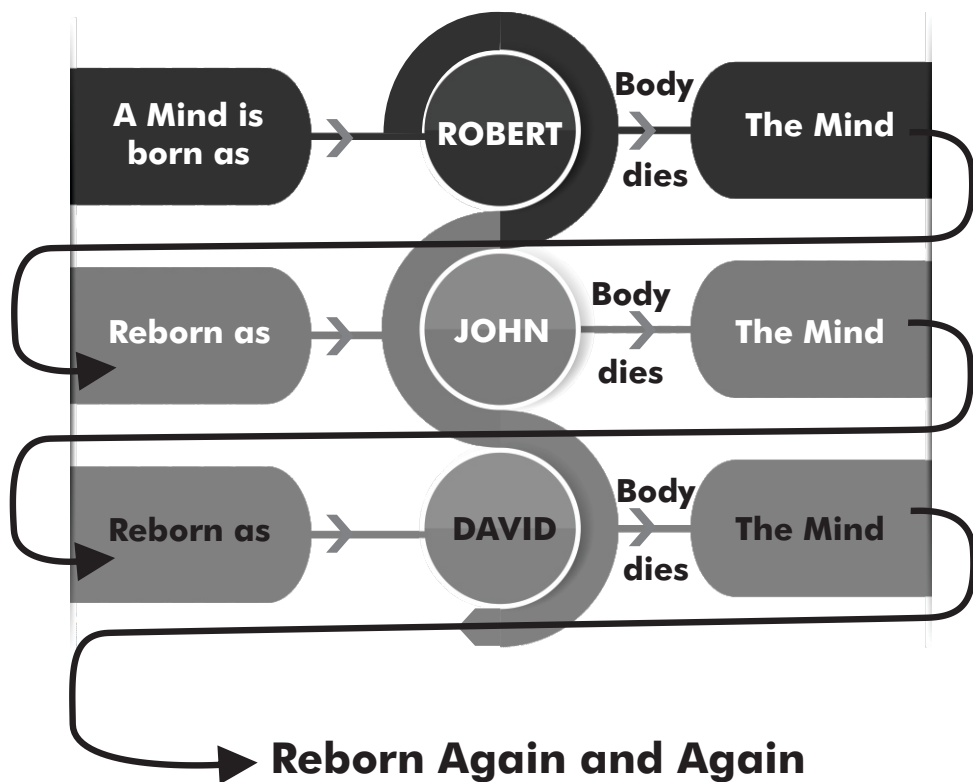 A Mind is
born as
ROBERT
Body
dies
The Mind
Reborn as
JOHN
Body
dies
The Mind
Reborn as
DAVID
Body
dies
The Mind
Reborn Again and Again